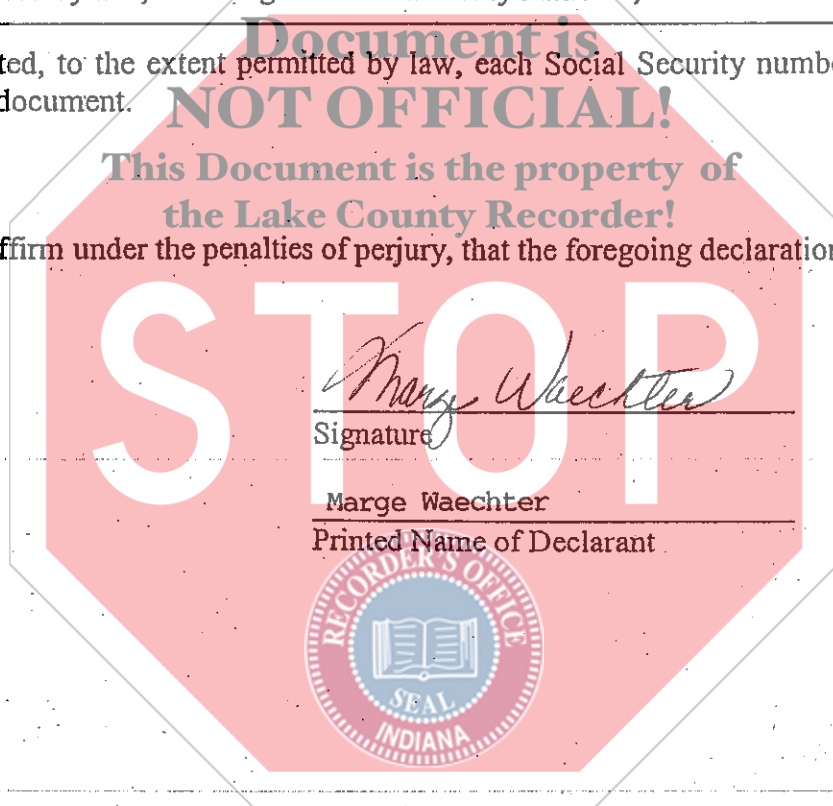 Document is
ted, to the extent permitted by law, each Social Security numbe
document.
NOT OFFICIAL!
This Document is the property of
the Lake County Recorder!
ffirm under the penalties of perjury, that the foregoing declaration
STOP
Marge Waechter
Signature
Marge Waechter
Printed Name of Declarant
RECORDER'S OFFICE
SEAL
INDIANA